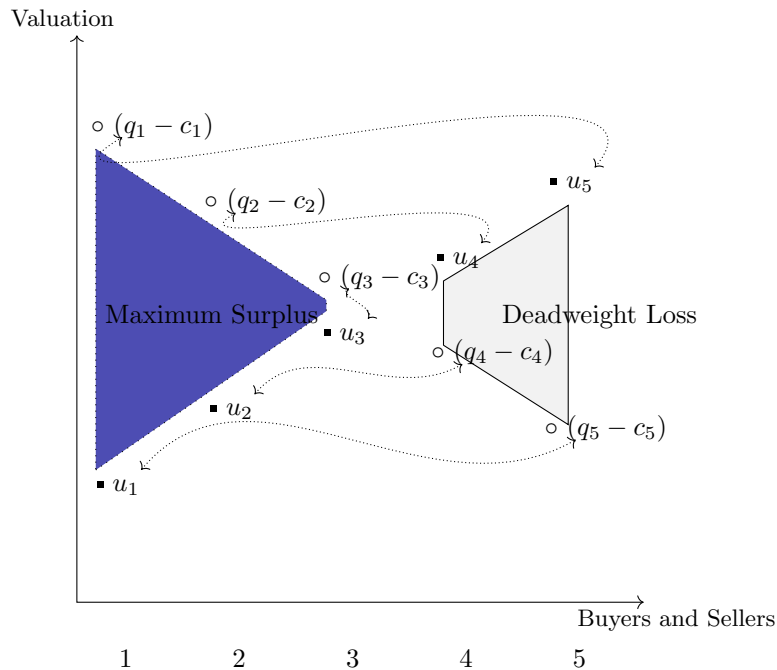 Valuation
(q₁ − c₁)
u₅
(q₂ − c₂)
u₄
(q₃ − c₃)
Maximum Surplus
Deadweight Loss
u₃
(q₄ − c₄)
u₂
(q₅ − c₅)
u₁
Buyers and Sellers
1 2 3 4 5